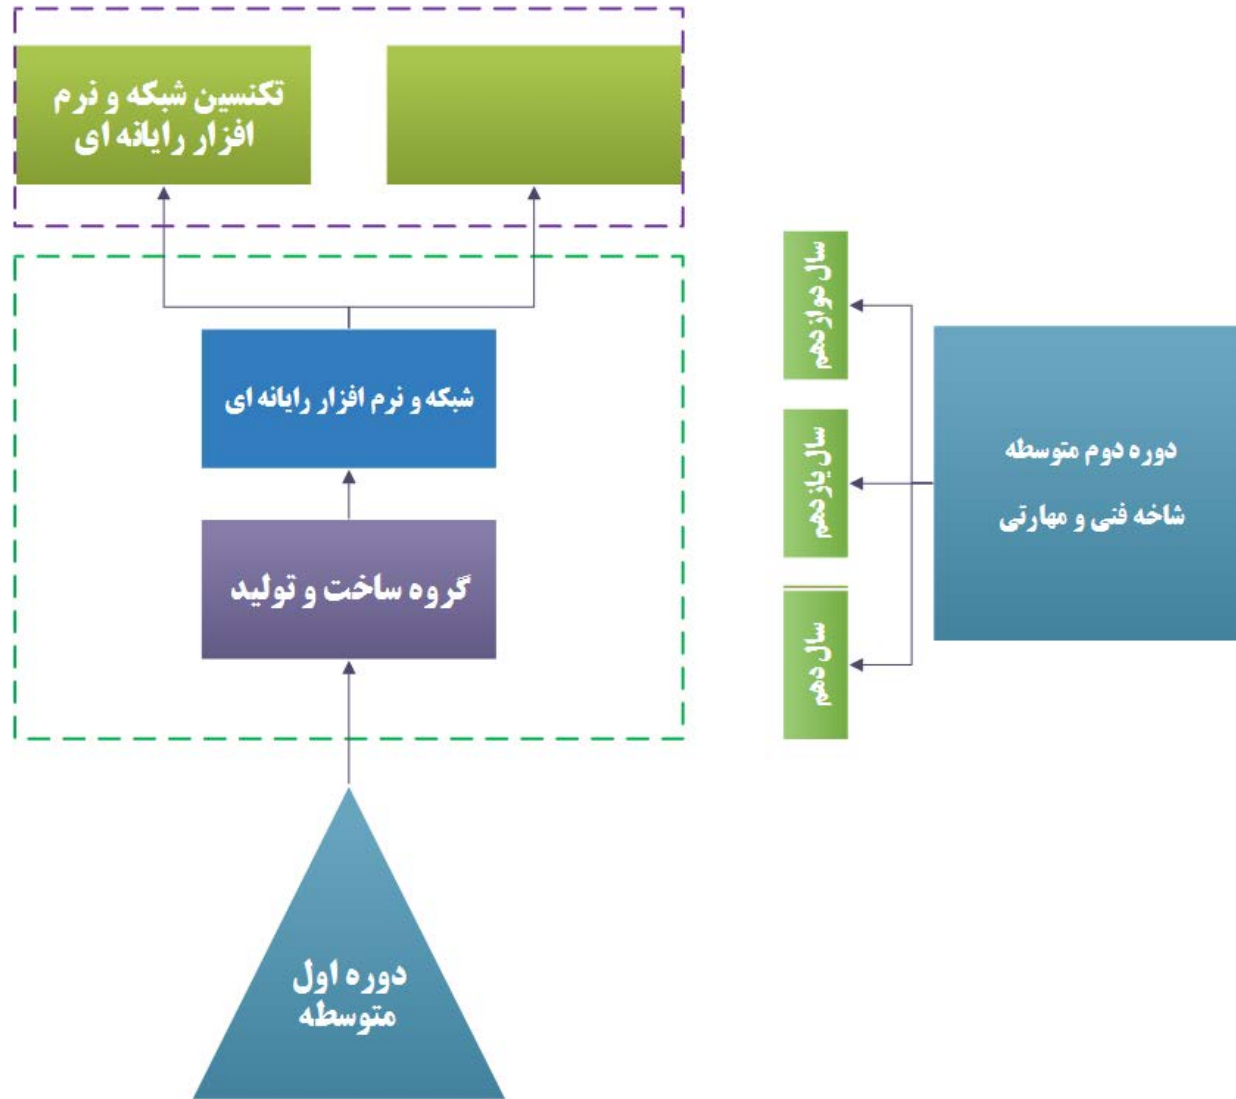 تکنسین شبکه و نرم
افزار رایانه ای
شبکه و نرم افزار رایانه ای
گروه ساخت و تولید
دوره اول
متوسطه
سال دوازدهم
سال یازدهم
سال دهم
دوره دوم متوسطه
شاخه فنی و مهارتی